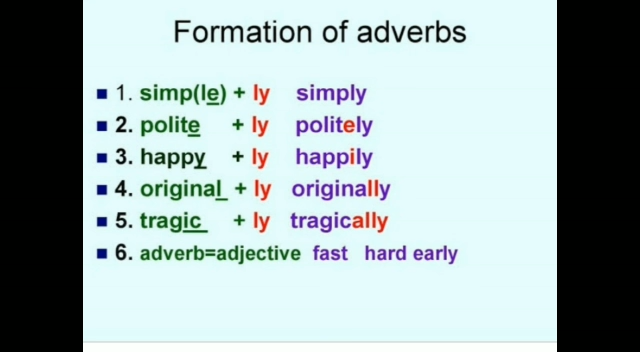 Formation of adverbs
1. simp(le) + ly simply
2. polite + ly politely
3. happy + ly happily
4. original + ly originally
5. tragic + ly tragically
6. adverb=adjective fast hard early